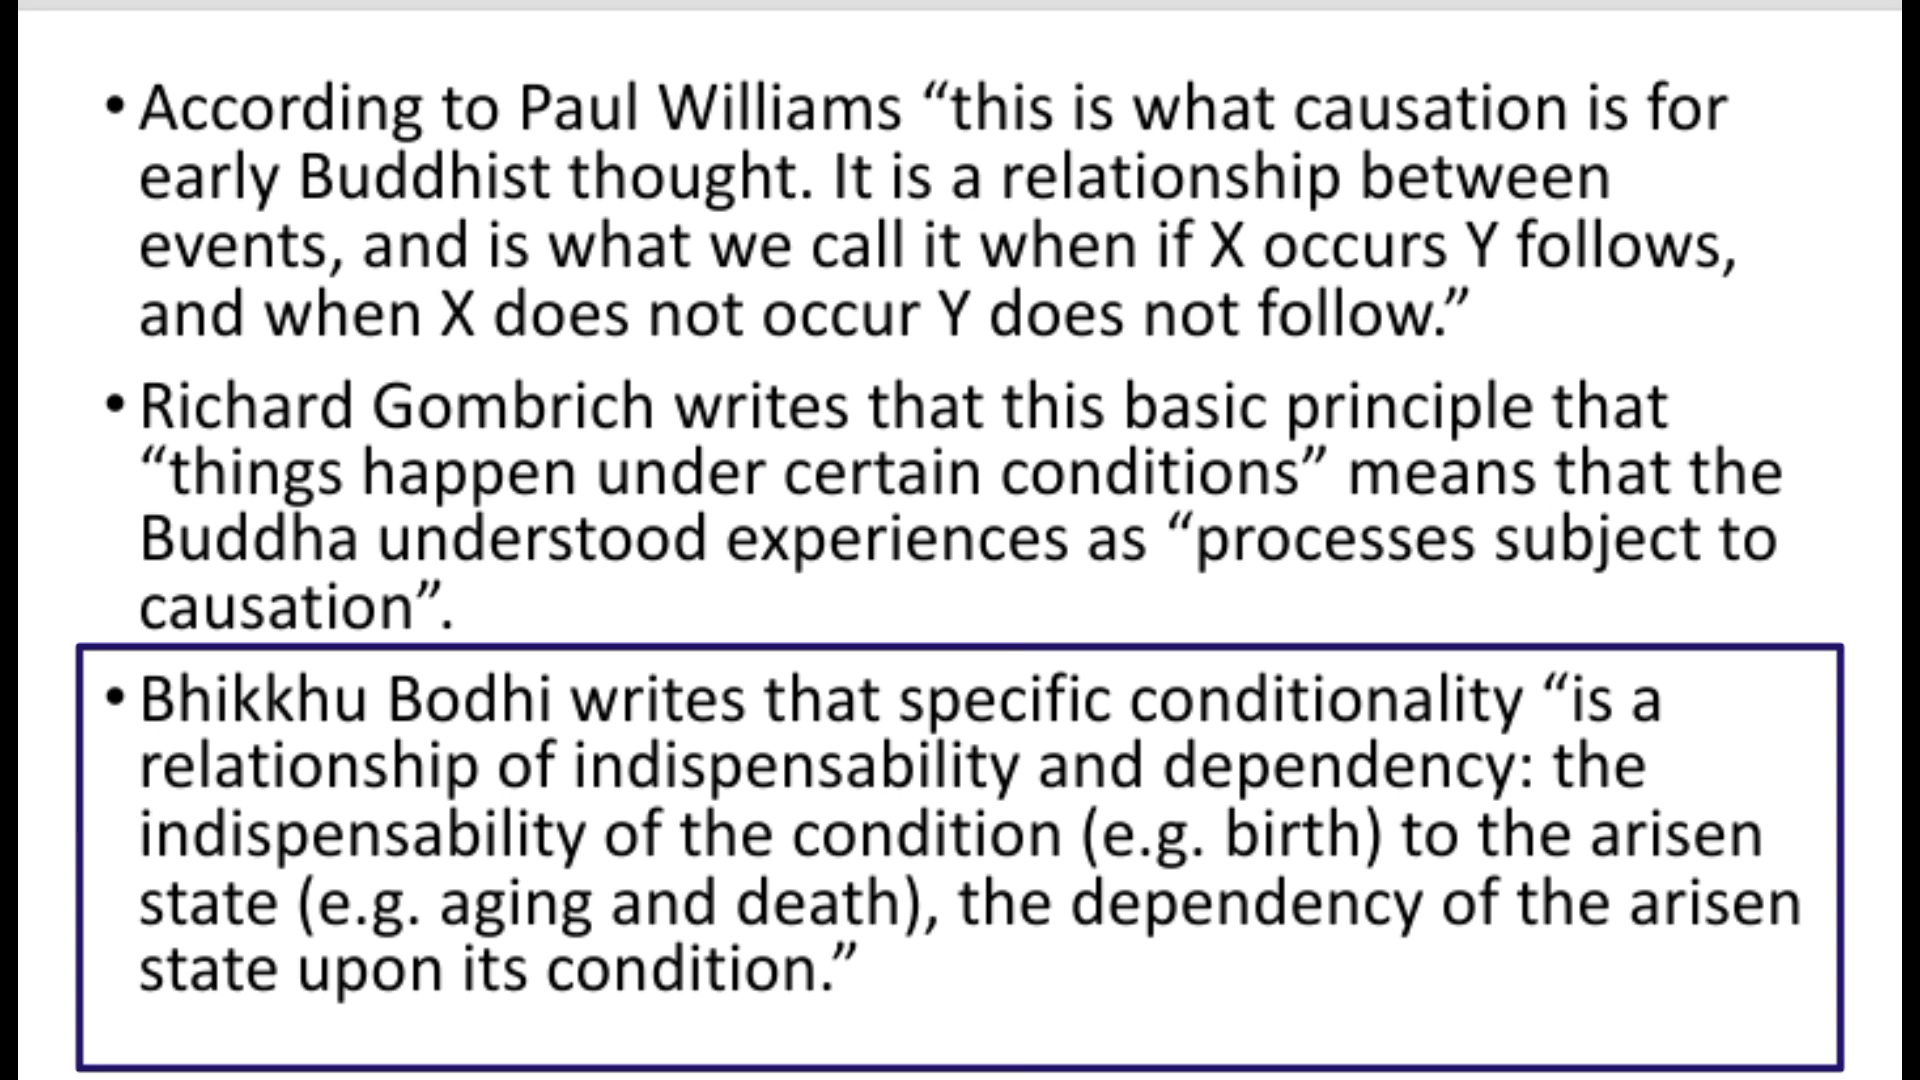 • According to Paul Williams “this is what causation is for
early Buddhist thought. It is a relationship between
events, and is what we call it when if X occurs Y follows,
and when X does not occur Y does not follow.”
• Richard Gombrich writes that this basic principle that
“things happen under certain conditions” means that the
Buddha understood experiences as “processes subject to
causation”.
• Bhikkhu Bodhi writes that specific conditionality “is a
relationship of indispensability and dependency: the
indispensability of the condition (e.g. birth) to the arisen
state (e.g. aging and death), the dependency of the arisen
state upon its condition.”